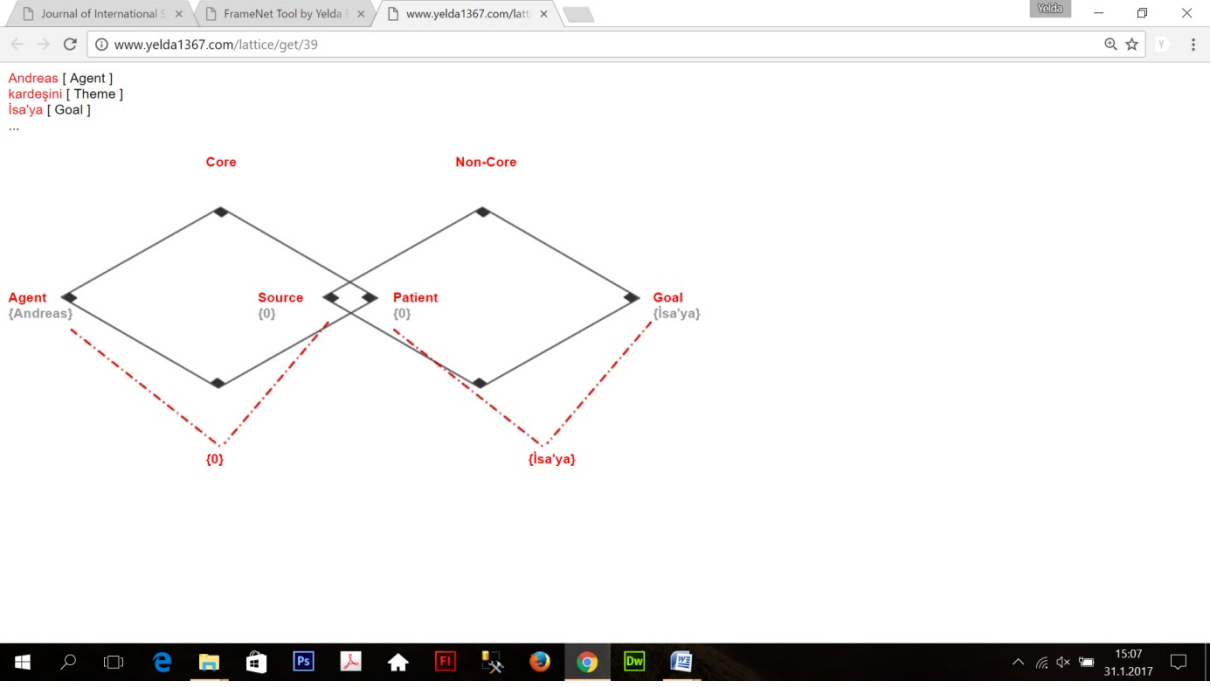 Journal of International S
FrameNet Tool by Yelda
www.yelda1367.com/latt
Yelda
www.yelda1367.com/lattice/get/39
Y
Andreas [ Agent ]
kardeşini [ Theme ]
İsa'ya [ Goal ]
...
Core Non-Core
Agent Source Patient Goal
{Andreas} {0} {0} {İsa'ya}
{0} {İsa'ya}
Ps Fl Dw
15:07
31.1.2017